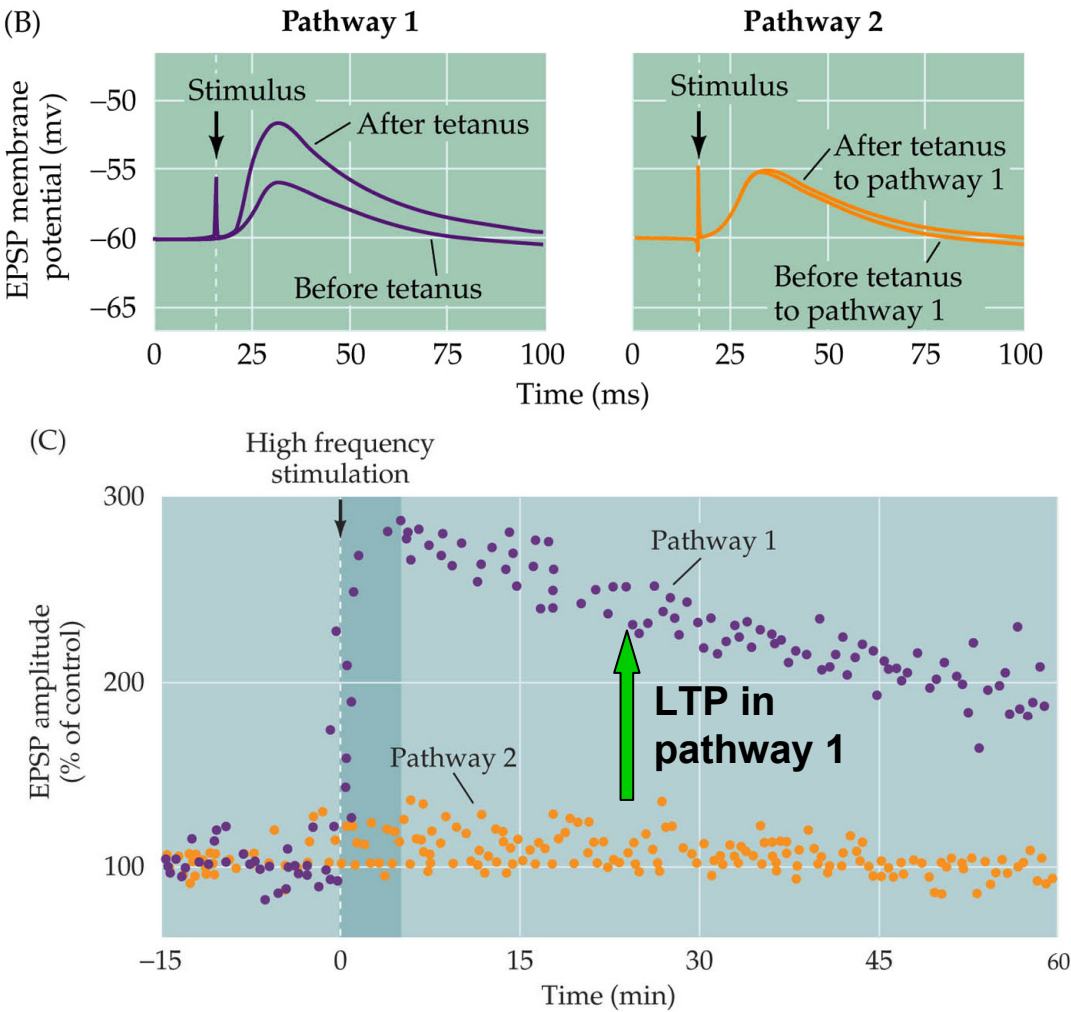 (B)
Pathway 1
Pathway 2
EPSP membrane
potential (mv)
–50
–55
–60
–65
Stimulus
After tetanus
Before tetanus
0 25 50 75 100
Stimulus
After tetanus
to pathway 1
Before tetanus
to pathway 1
0 25 50 75 100
Time (ms)
(C)
High frequency
stimulation
EPSP amplitude
(% of control)
300
200
100
Pathway 1
LTP in
pathway 1
Pathway 2
–15 0 15 30 45 60
Time (min)